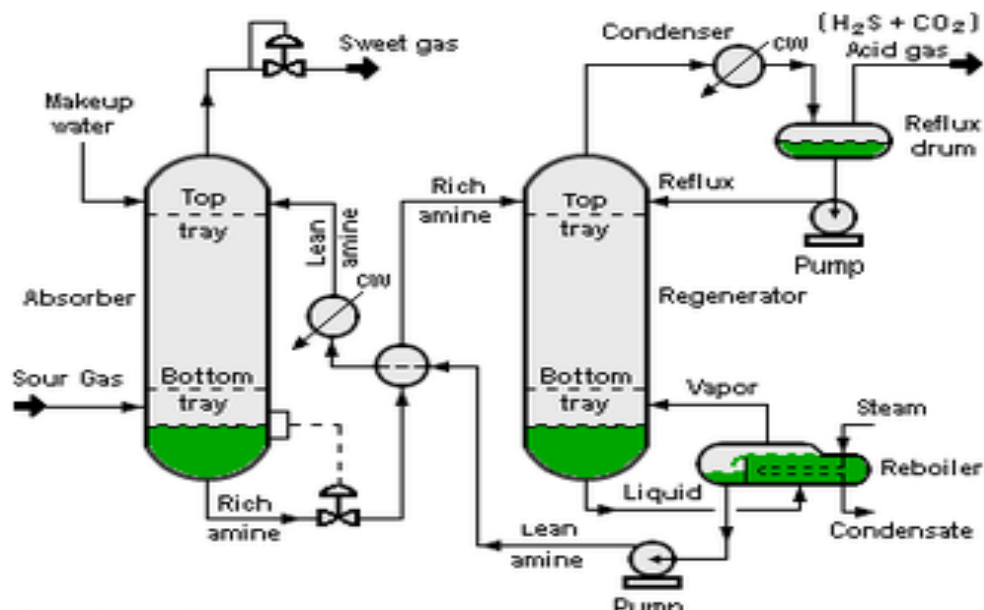 Sweet gas
Makeup
water
Condenser
CW
(H2S + CO2)
Acid gas
Reflux
drum
Top
tray
Lean
amine
Rich
amine
Top
tray
Reflux
Pump
CW
Absorber
Regenerator
Sour Gas
Bottom
tray
Bottom
tray
Vapor
Steam
Reboiler
Rich
amine
Liquid
Condensate
Lean
amine
Pump